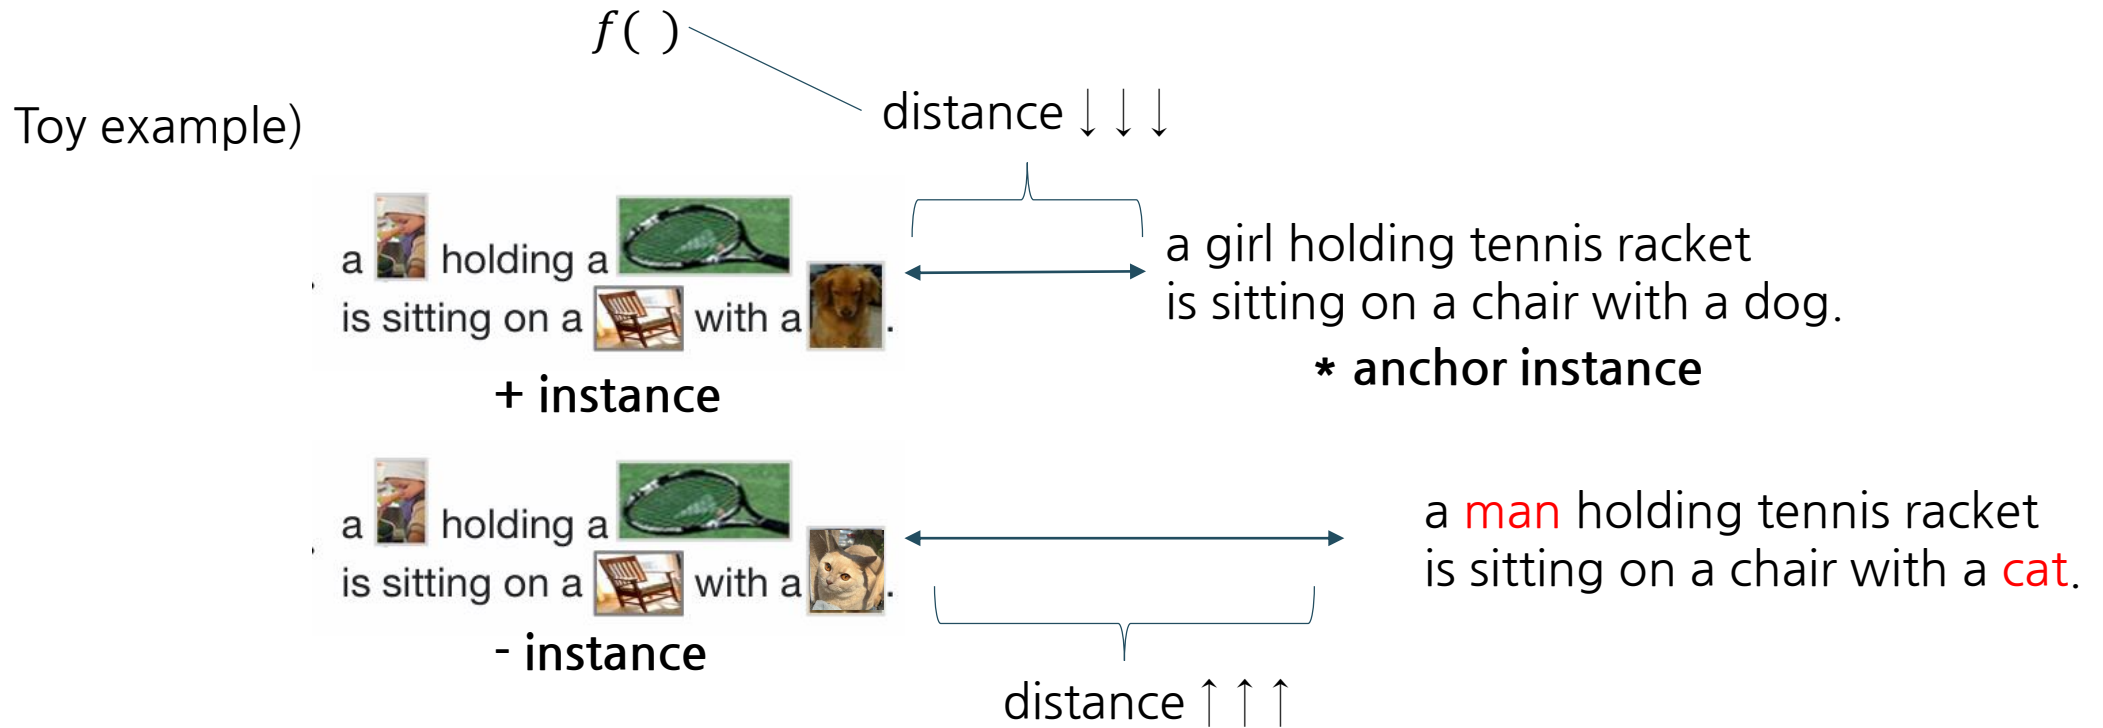 f( )
distance ↓ ↓ ↓
Toy example)
a holding a
is sitting on a with a .
+ instance
a girl holding tennis racket
is sitting on a chair with a dog.
* anchor instance
a holding a
is sitting on a with a .
- instance
a man holding tennis racket
is sitting on a chair with a cat.
distance ↑ ↑ ↑